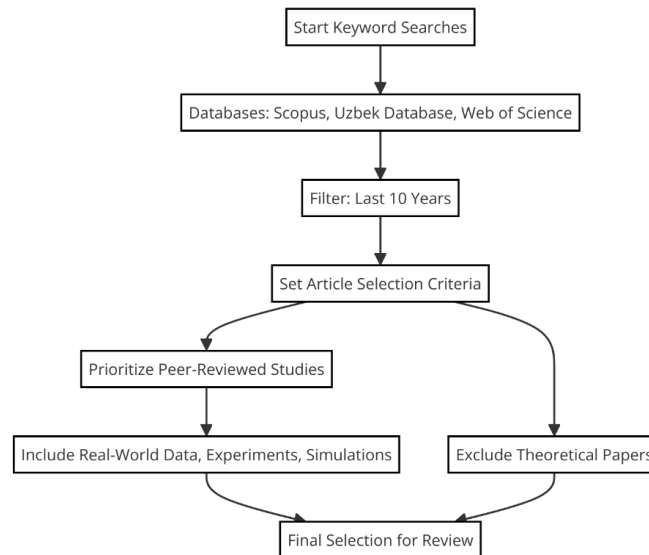 Start Keyword Searches
Databases: Scopus, Uzbek Database, Web of Science
Filter: Last 10 Years
Set Article Selection Criteria
Prioritize Peer-Reviewed Studies
Include Real-World Data, Experiments, Simulations
Exclude Theoretical Papers
Final Selection for Review